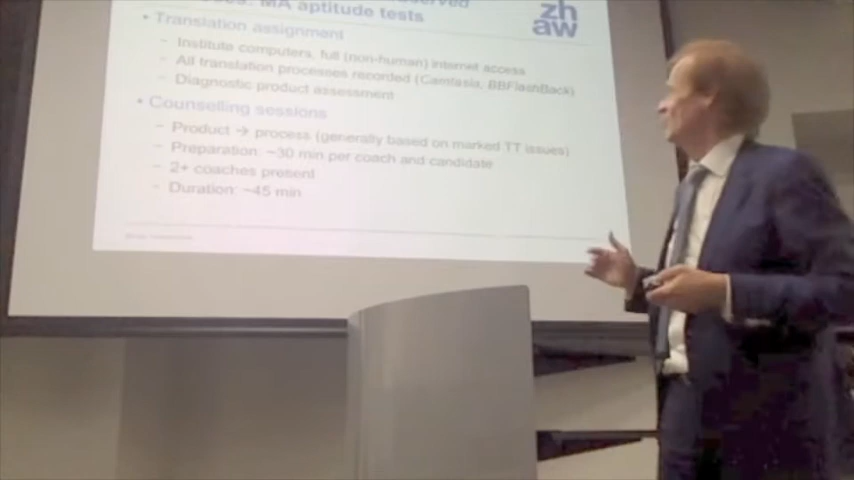 MA aptitude tests
zh
aw
• Translation assignment
– Institute computers, full (non-human) internet access
– All translation processes recorded (Camtasia, BBFlashBack)
– Diagnostic product assessment
• Counselling sessions
– Product → process (generally based on marked TT issues)
– Preparation: ~30 min per coach and candidate
– 2+ coaches present
– Duration: ~45 min